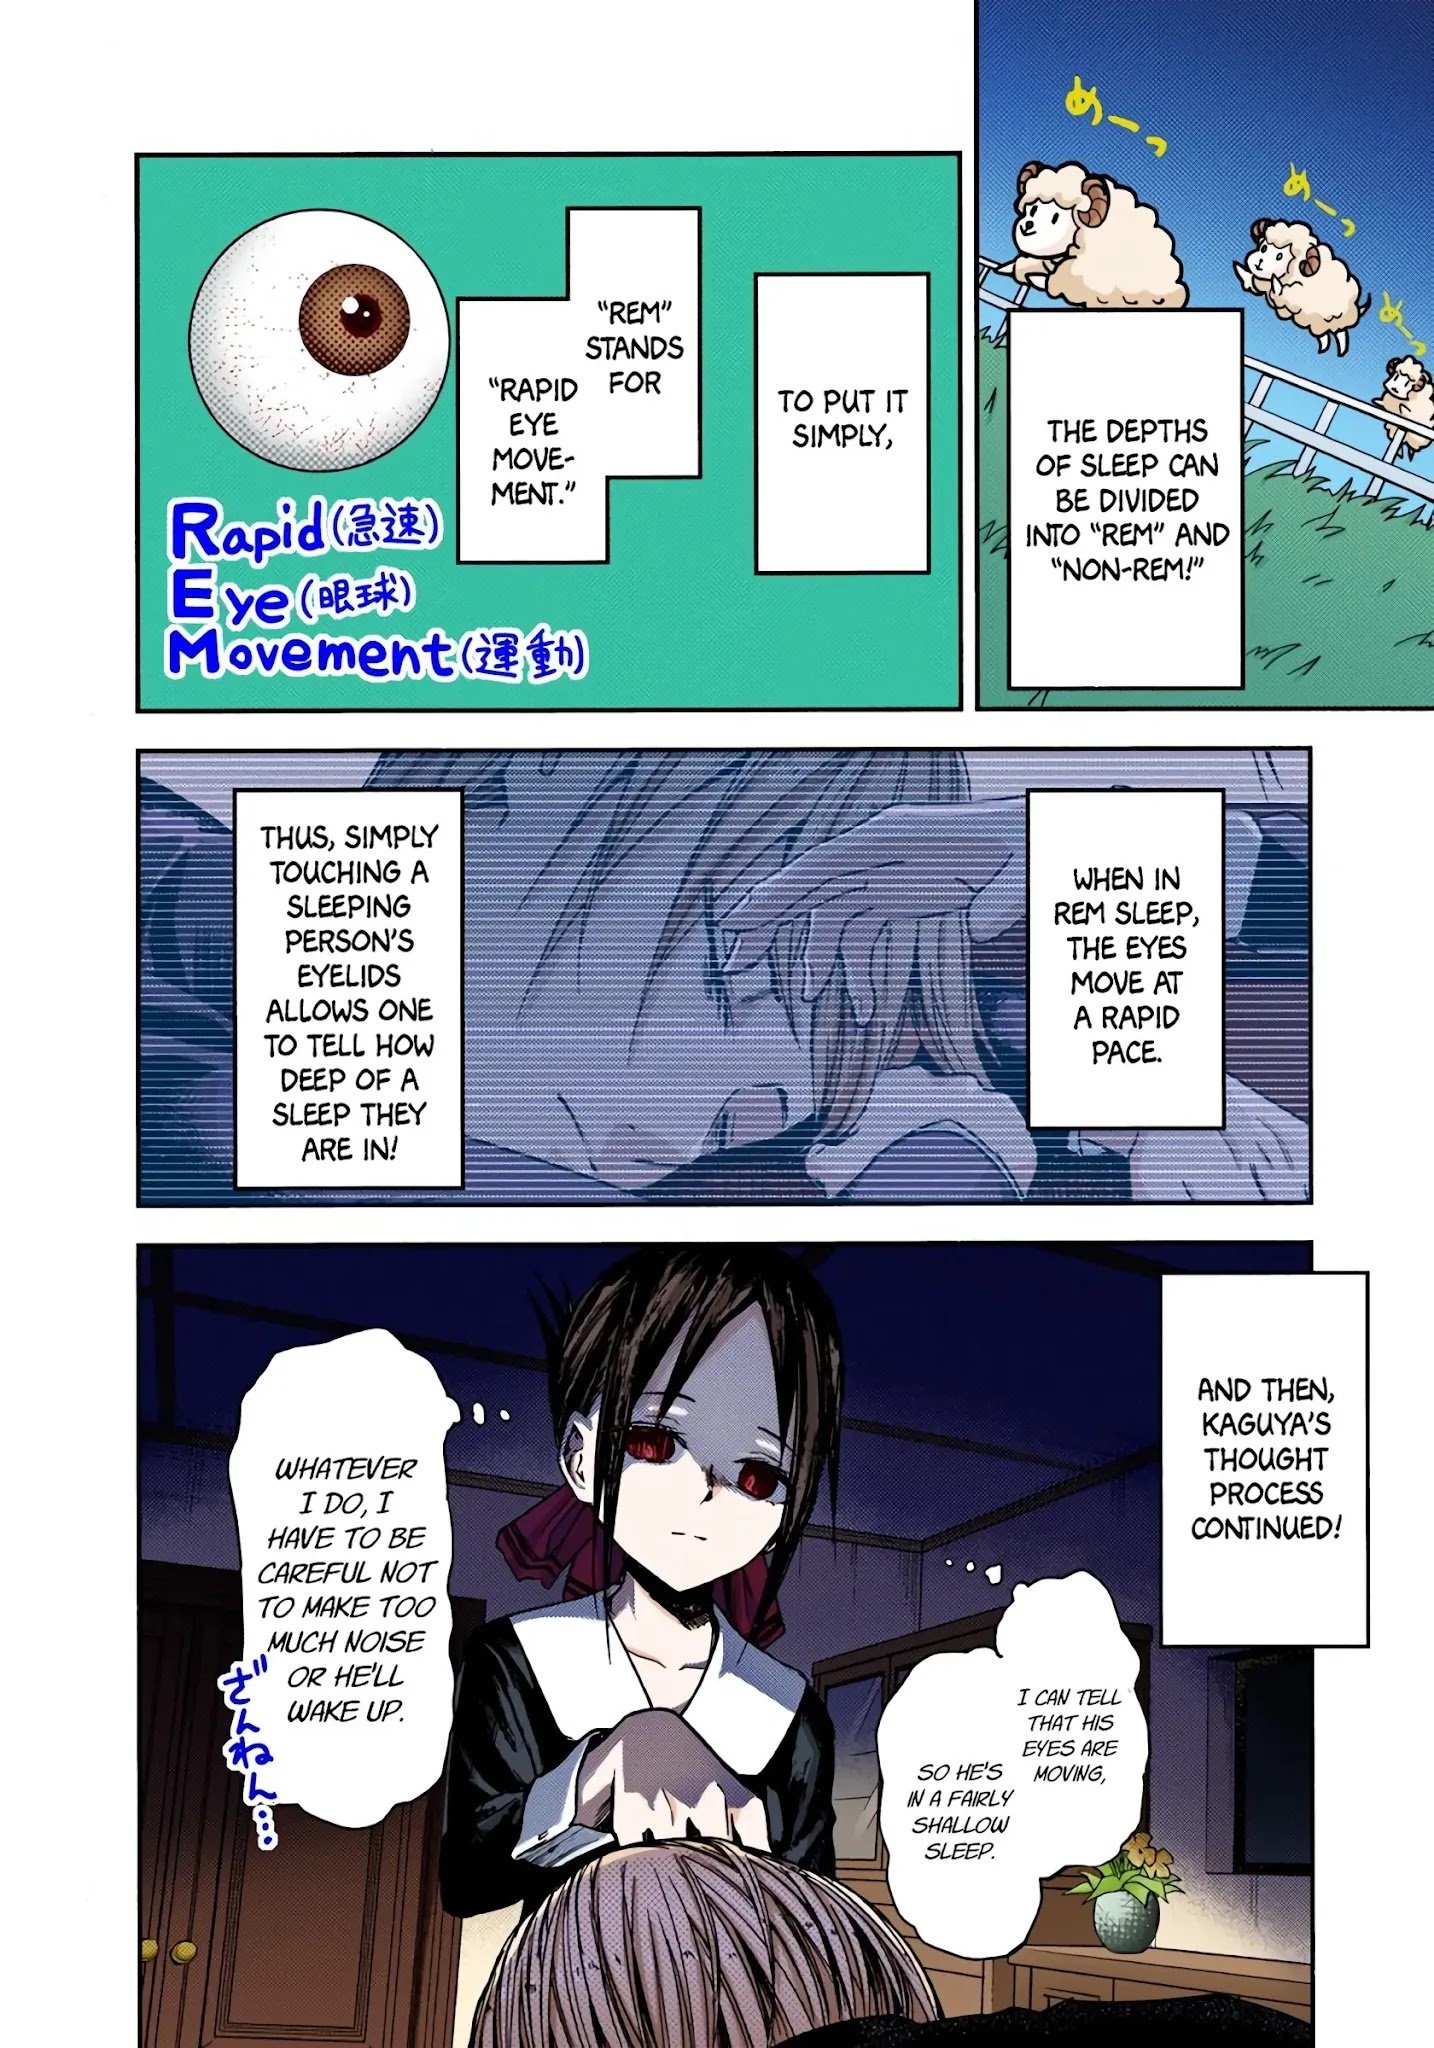 めーっ
めーっ
めーっ
THE DEPTHS
OF SLEEP CAN
BE DIVIDED
INTO "REM" AND
"NON-REM!"
TO PUT IT
SIMPLY,
"REM"
STANDS
FOR
"RAPID
EYE
MOVE-
MENT."
Rapid(急速)
Eye(眼球)
Movement(運動)
WHEN IN
REM SLEEP,
THE EYES
MOVE AT
A RAPID
PACE.
THUS, SIMPLY
TOUCHING A
SLEEPING
PERSON'S
EYELIDS
ALLOWS ONE
TO TELL HOW
DEEP OF A
SLEEP THEY
ARE IN!
AND THEN,
KAGUYA'S
THOUGHT
PROCESS
CONTINUED!
I CAN TELL
THAT HIS
EYES ARE
MOVING,
SO HE'S
IN A FAIRLY
SHALLOW
SLEEP.
WHATEVER
I DO, I
HAVE TO BE
CAREFUL NOT
TO MAKE TOO
MUCH NOISE
OR HE'LL
WAKE UP.
ざんねん…